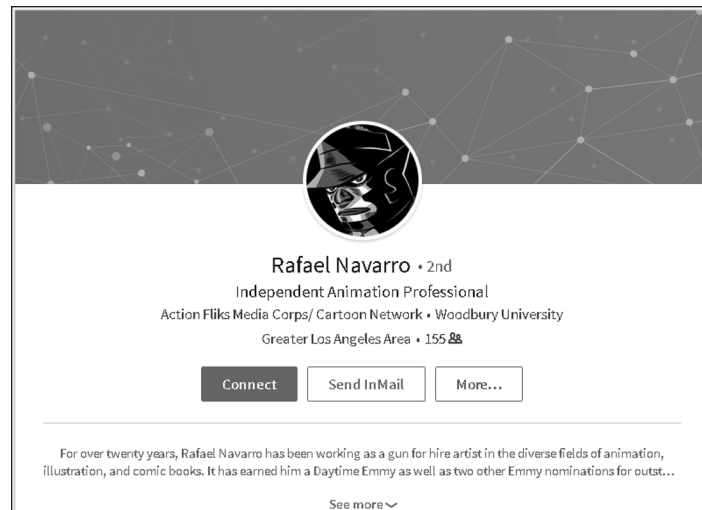 Rafael Navarro • 2nd
Independent Animation Professional
Action Fliks Media Corps/ Cartoon Network • Woodbury University
Greater Los Angeles Area • 155
Connect
Send InMail
More...
For over twenty years, Rafael Navarro has been working as a gun for hire artist in the diverse fields of animation,
illustration, and comic books. It has earned him a Daytime Emmy as well as two other Emmy nominations for outst...
See more